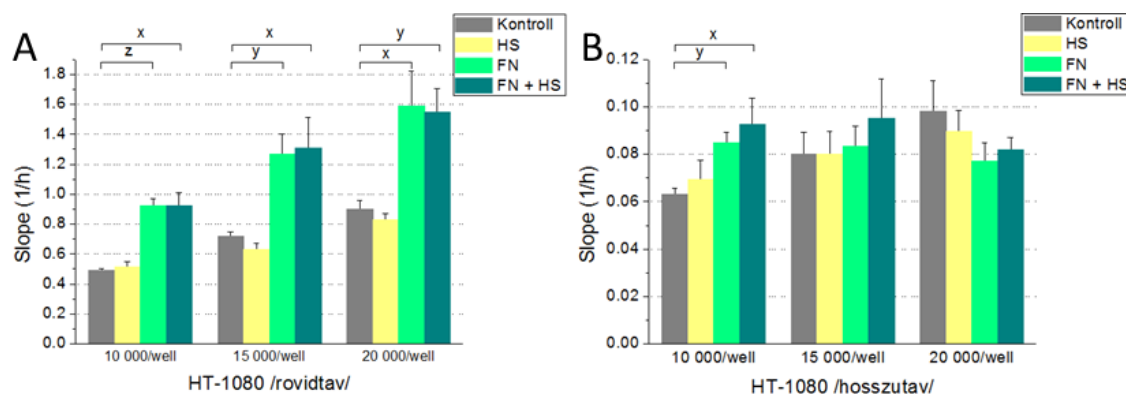 A
x
z
x
y
y
x
Kontroll
HS
FN
FN + HS
Slope (1/h)
1.8
1.6
1.4
1.2
1.0
0.8
0.6
0.4
0.2
0.0
10 000/well
15 000/well
20 000/well
HT-1080 /rovidtav/
B
x
y
Kontroll
HS
FN
FN + HS
Slope (1/h)
0.10
0.08
0.06
0.04
0.02
0.00
10 000/well
15 000/well
20 000/well
HT-1080 /hosszutav/